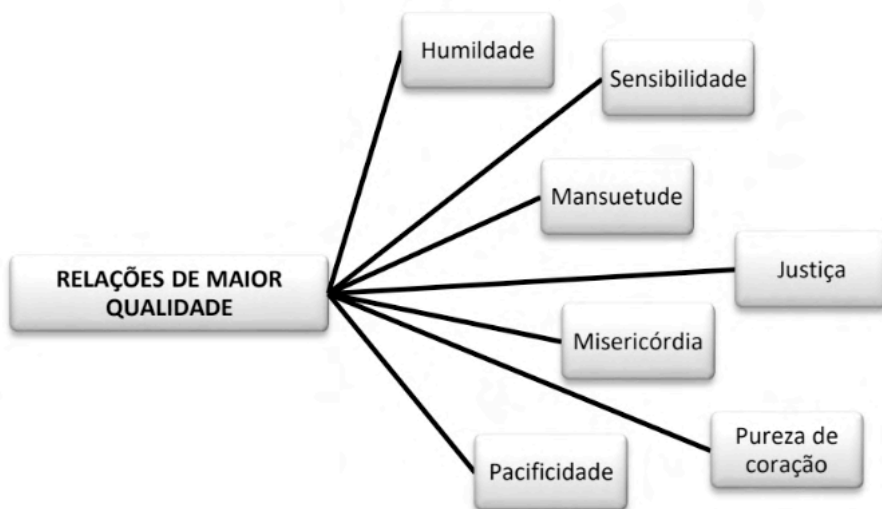 Humildade
Sensibilidade
Mansuetude
RELAÇÕES DE MAIOR
QUALIDADE
Justiça
Misericórdia
Pureza de
coração
Pacificidade